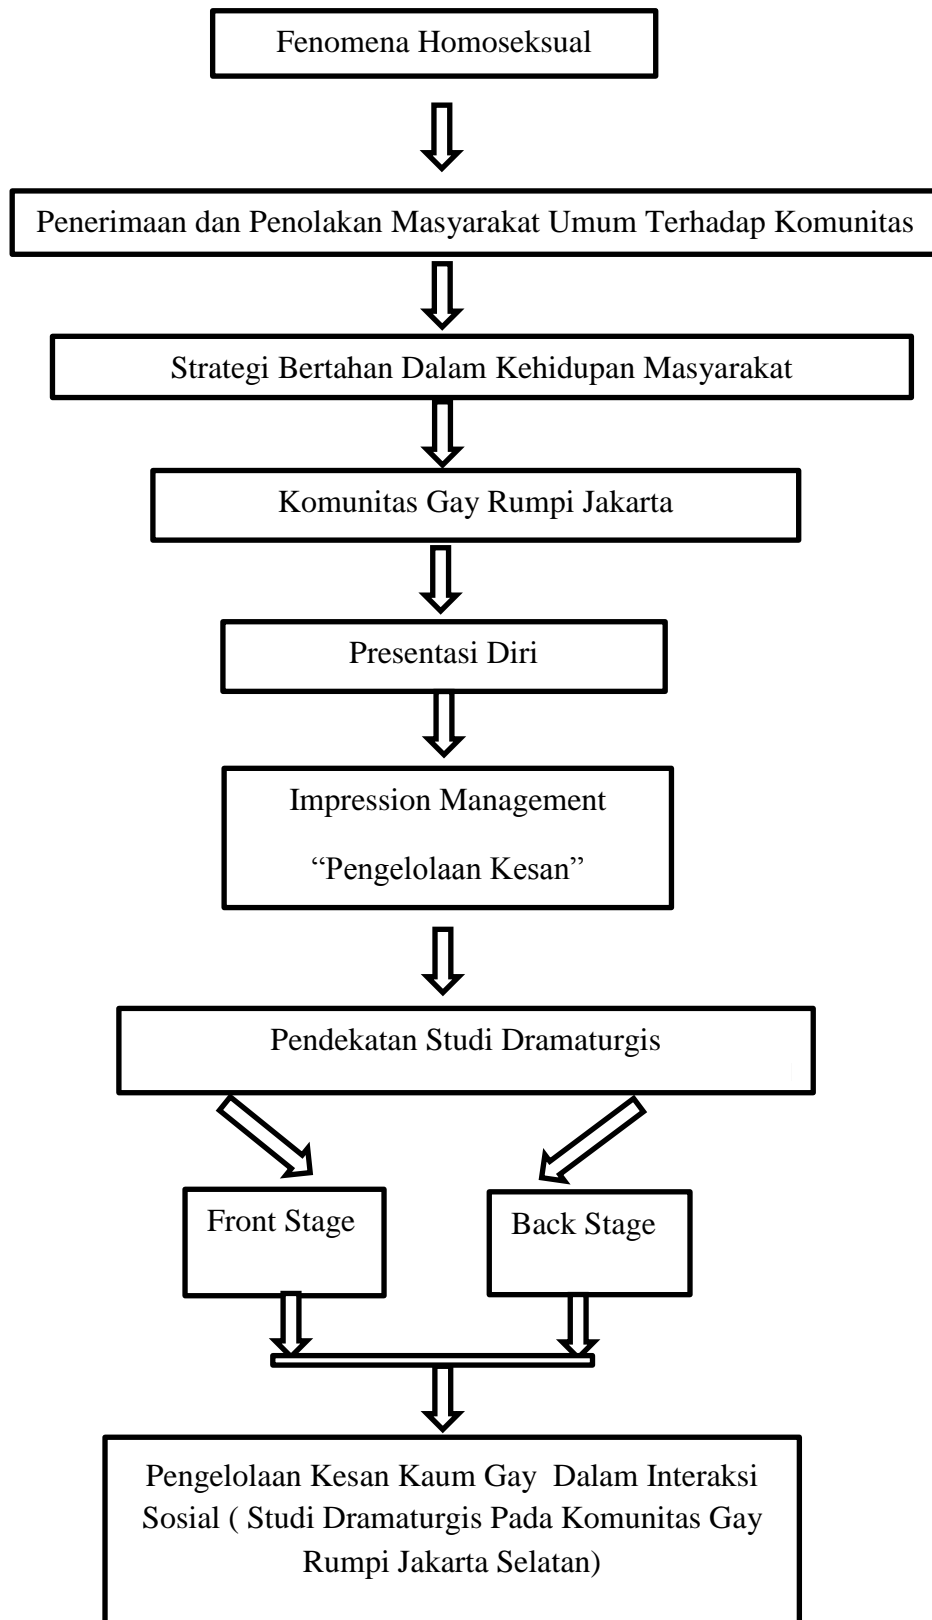 Fenomena Homoseksual
Penerimaan dan Penolakan Masyarakat Umum Terhadap Komunitas
Strategi Bertahan Dalam Kehidupan Masyarakat
Komunitas Gay Rumpi Jakarta
Presentasi Diri
Impression Management
“Pengelolaan Kesan”
Pendekatan Studi Dramaturgis
Front Stage
Back Stage
Pengelolaan Kesan Kaum Gay  Dalam Interaksi
Sosial ( Studi Dramaturgis Pada Komunitas Gay
Rumpi Jakarta Selatan)